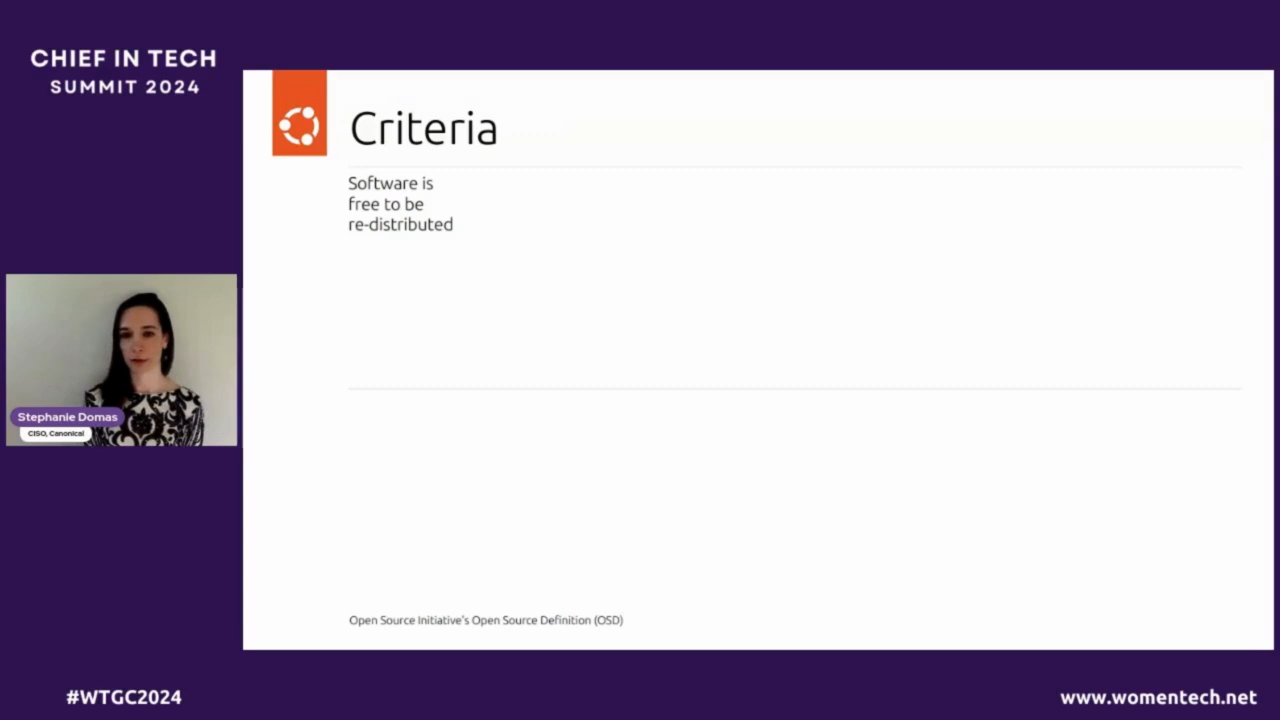 CHIEF IN TECH
SUMMIT 2024
Criteria
Software is
free to be
re-distributed
Stephanie Domas
CISO, Canonical
Open Source Initiative's Open Source Definition (OSD)
#WTGC2024
www.womentech.net